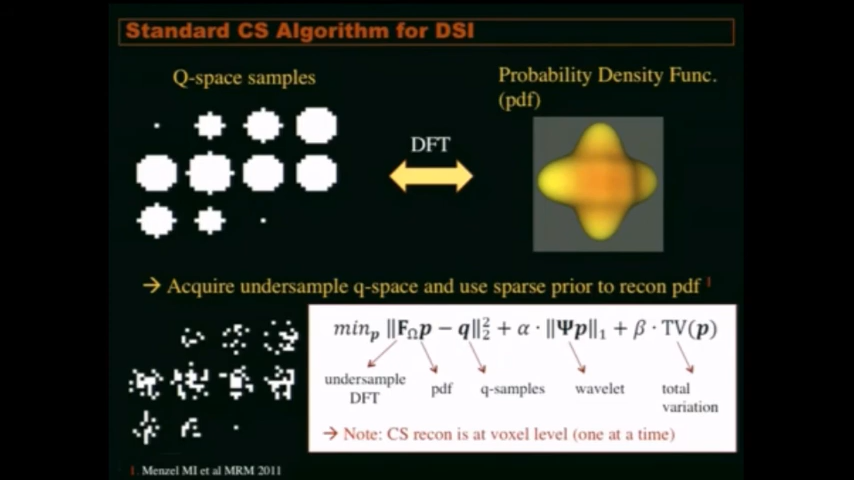 Standard CS Algorithm for DSI
Q-space samples
Probability Density Func.
(pdf)
DFT
→ Acquire undersample q-space and use sparse prior to recon pdf 1
min_p ‖F_Ω p − q‖₂² + α · ‖Ψp‖₁ + β · TV(p)
undersample
DFT
pdf
q-samples
wavelet
total
variation
→ Note: CS recon is at voxel level (one at a time)
1. Menzel MI et al MRM 2011